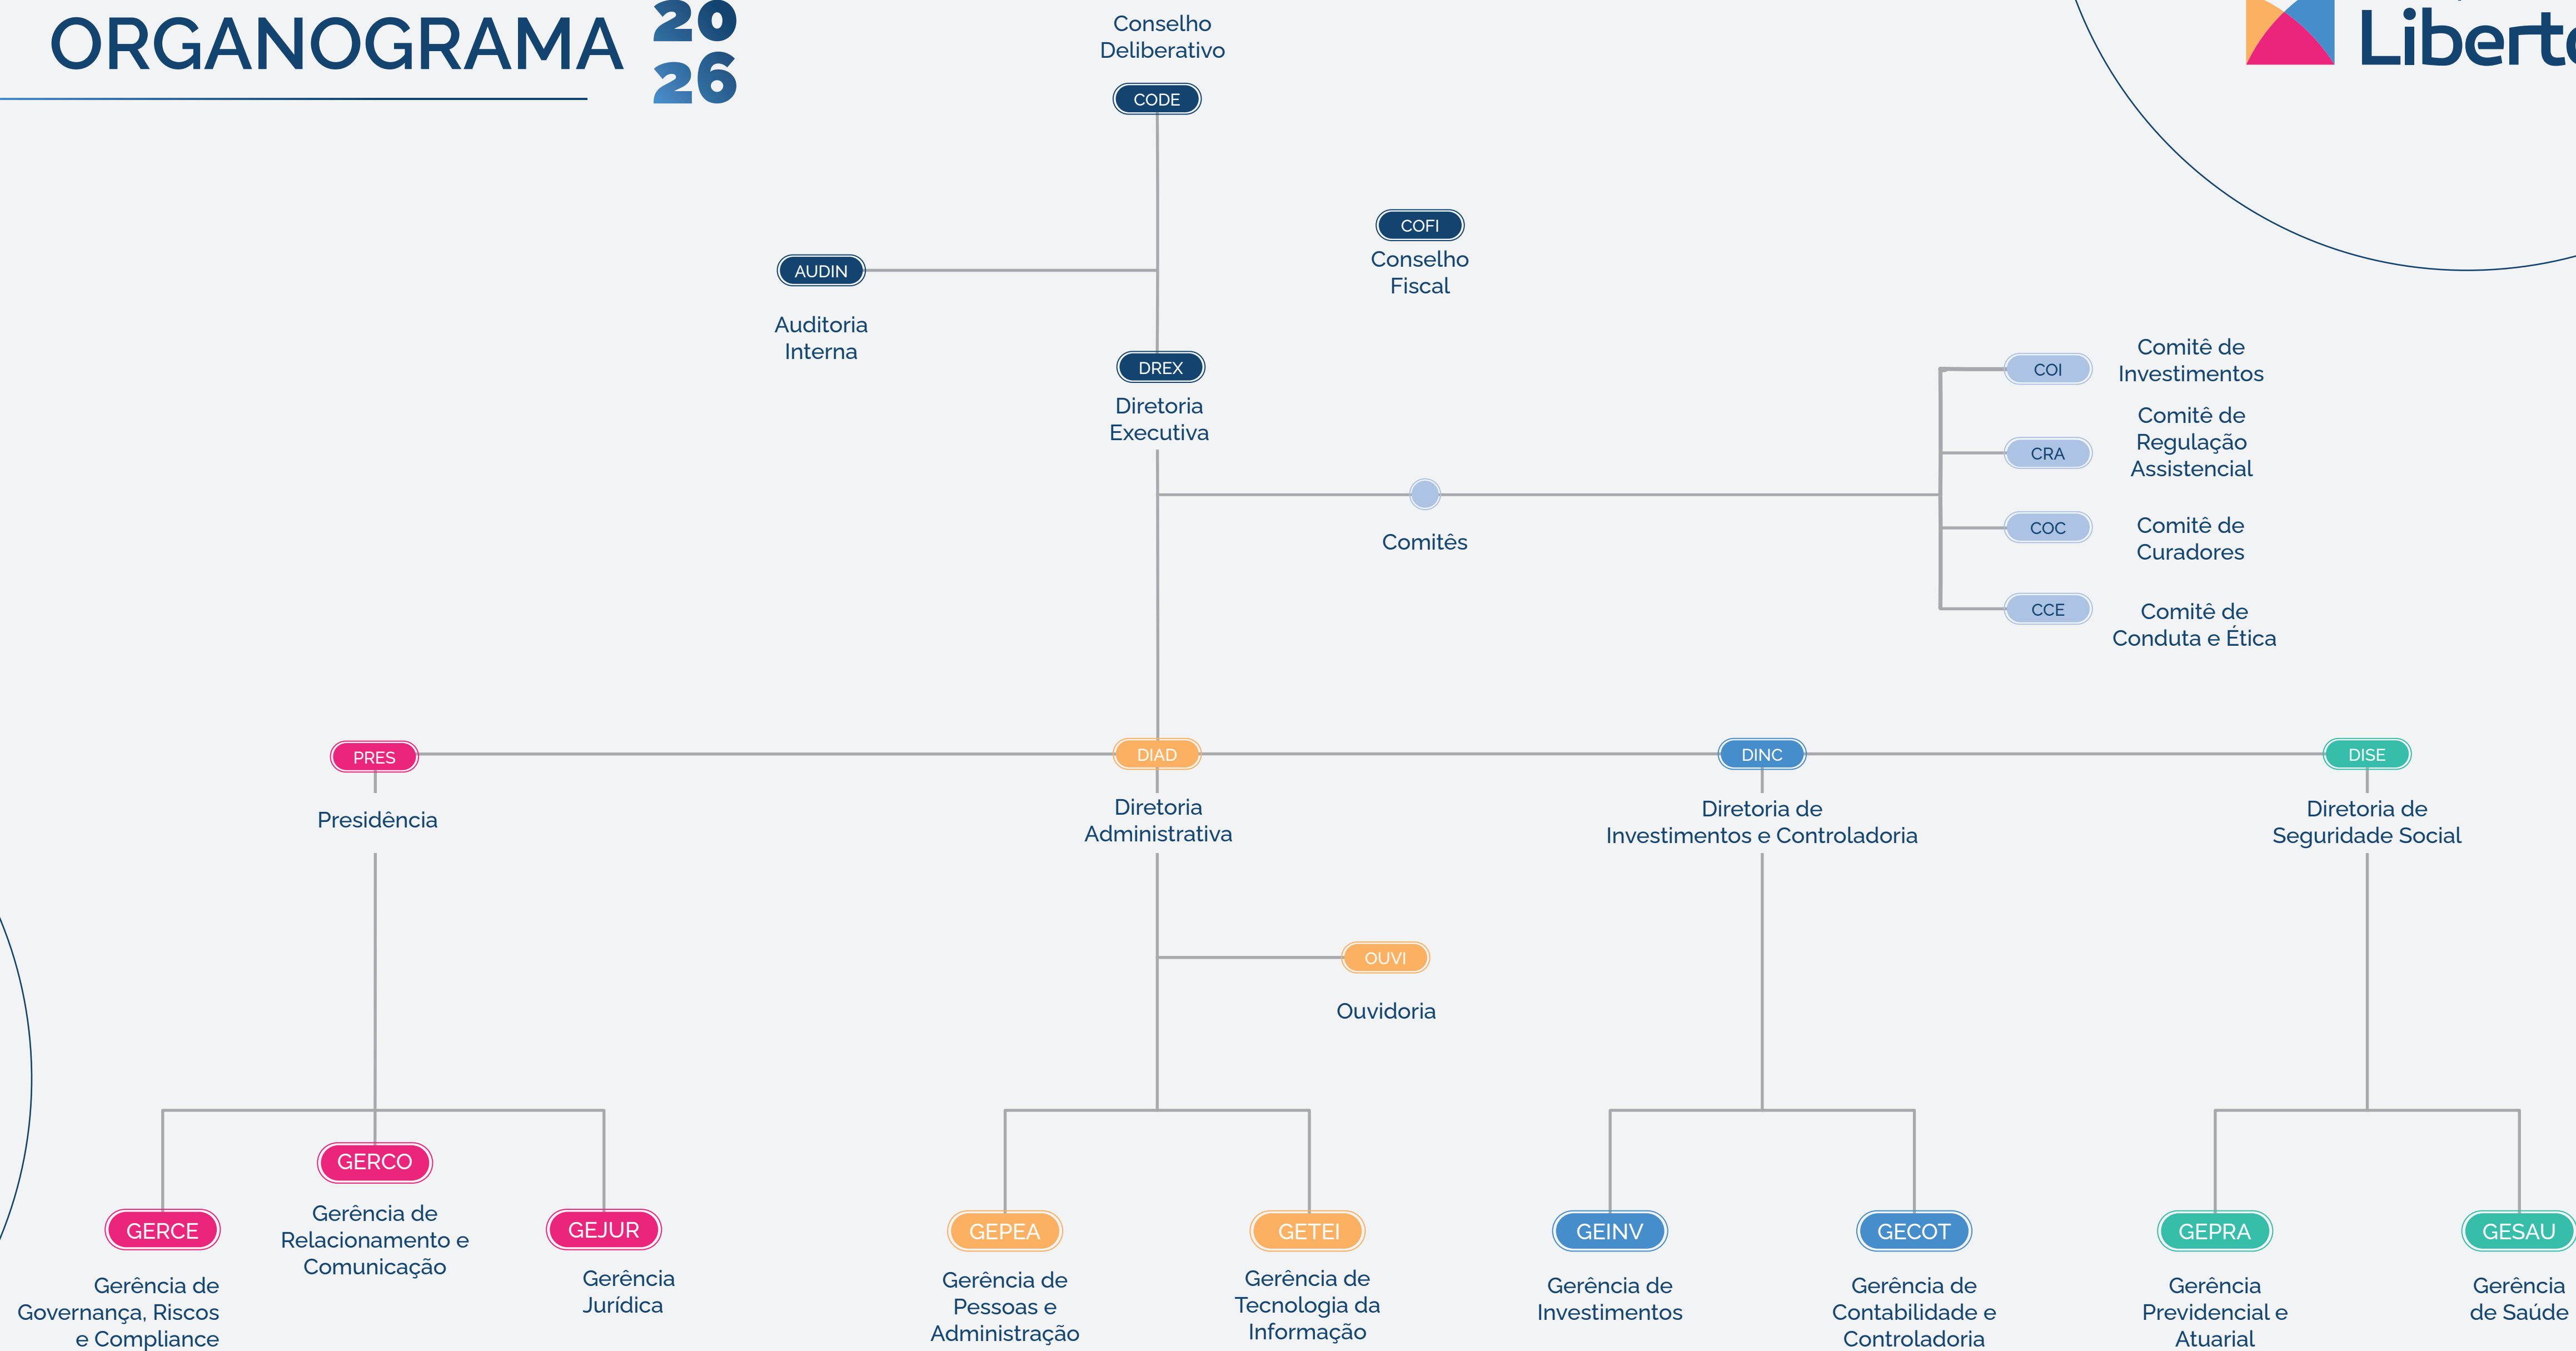 ORGANOGRAMA
20
26
Conselho
Deliberativo
CODE
COFI
Conselho
Fiscal
AUDIN
Auditoria
Interna
DREX
Diretoria
Executiva
Comitês
COI
Comitê de
Investimentos
CRA
Comitê de
Regulação
Assistencial
COC
Comitê de
Curadores
CCE
Comitê de
Conduta e Ética
PRES
Presidência
DIAD
Diretoria
Administrativa
DINC
Diretoria de
Investimentos e Controladoria
DISE
Diretoria de
Seguridade Social
OUVI
Ouvidoria
GERCE
Gerência de
Governança, Riscos
e Compliance
GERCO
Gerência de
Relacionamento e
Comunicação
GEJUR
Gerência
Jurídica
GEPEA
Gerência de
Pessoas e
Administração
GETEI
Gerência de
Tecnologia da
Informação
GEINV
Gerência de
Investimentos
GECOT
Gerência de
Contabilidade e
Controladoria
GEPRA
Gerência
Previdencial e
Atuarial
GESAU
Gerência
de Saúde